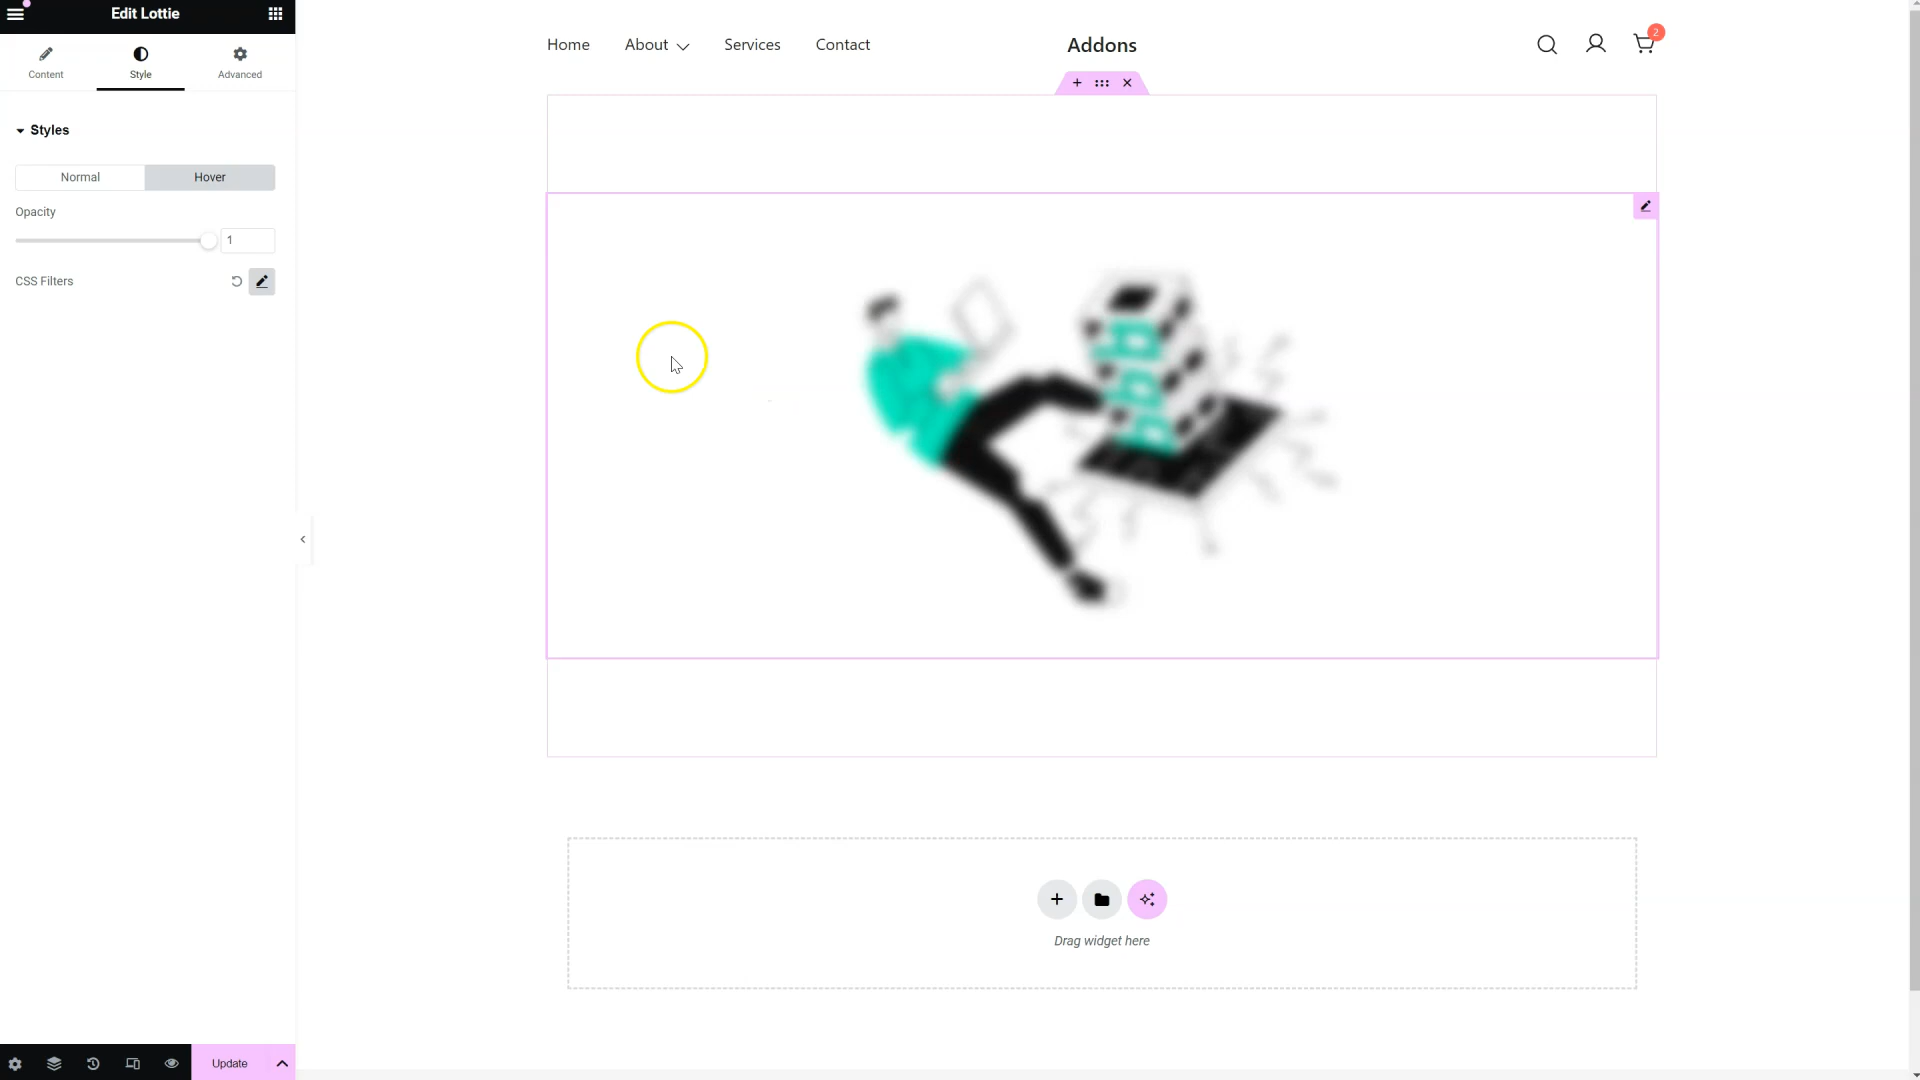 Edit Lottie
Content Style Advanced
Styles
Normal Hover
Opacity
1
CSS Filters
Update
Home About Services Contact Addons 2
Drag widget here